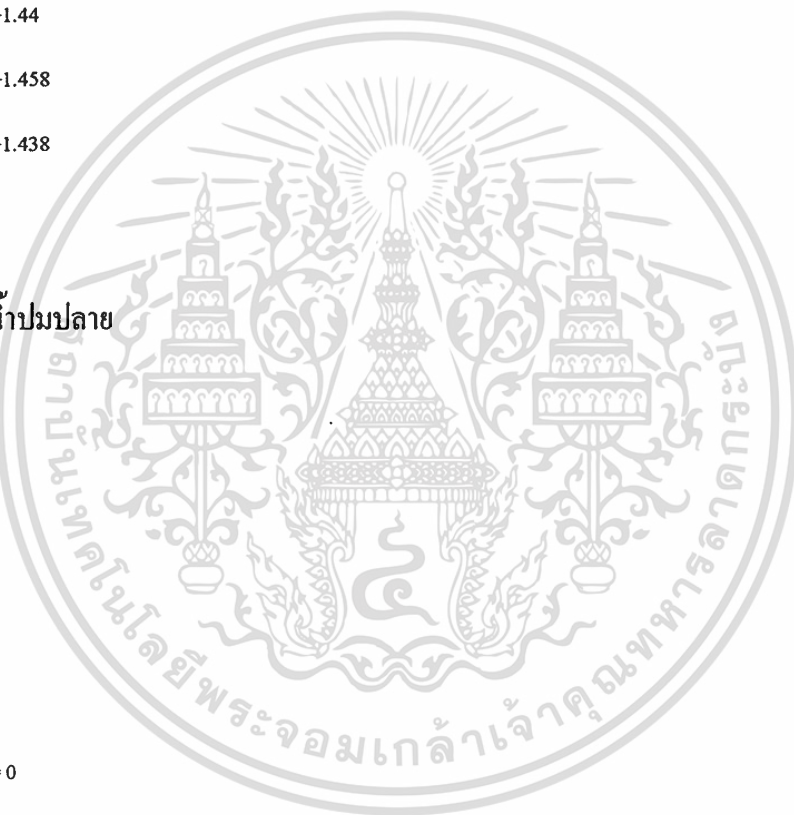 -1.44
-1.458
-1.438
น้ำปมปลาย
สถาบันเทคโนโลยีพระจอมเกล้าเจ้าคุณทหารลาดกระบัง
= 0